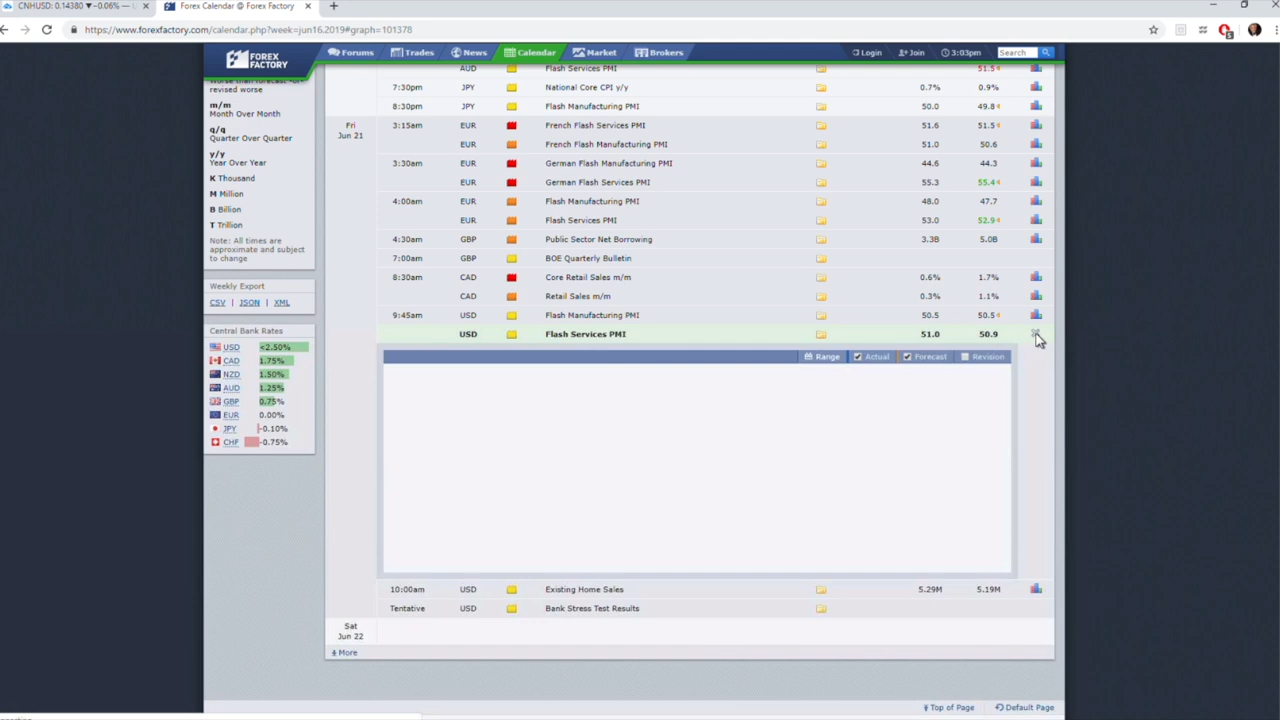 CNHUSD: 0.14380 ▼−0.06% —
Forex Calendar @ Forex Factory
https://www.forexfactory.com/calendar.php?week=jun16.2019#graph=101378
FOREX FACTORY
Forums Trades News Calendar Market Brokers Login Join 3:03pm Search
revised worse
m/m
Month Over Month
q/q
Quarter Over Quarter
y/y
Year Over Year
K Thousand
M Million
B Billion
T Trillion
Note: All times are
approximate and subject
to change
Weekly Export
CSV | JSON | XML
Central Bank Rates
USD <2.50%
CAD 1.75%
NZD 1.50%
AUD 1.25%
GBP 0.75%
EUR 0.00%
JPY -0.10%
CHF -0.75%
AUD Flash Services PMI 51.5
7:30pm JPY National Core CPI y/y 0.7% 0.9%
8:30pm JPY Flash Manufacturing PMI 50.0 49.8
Fri
Jun 21
3:15am EUR French Flash Services PMI 51.6 51.5
EUR French Flash Manufacturing PMI 51.0 50.6
3:30am EUR German Flash Manufacturing PMI 44.6 44.3
EUR German Flash Services PMI 55.3 55.4
4:00am EUR Flash Manufacturing PMI 48.0 47.7
EUR Flash Services PMI 53.0 52.9
4:30am GBP Public Sector Net Borrowing 3.3B 5.0B
7:00am GBP BOE Quarterly Bulletin
8:30am CAD Core Retail Sales m/m 0.6% 1.7%
CAD Retail Sales m/m 0.3% 1.1%
9:45am USD Flash Manufacturing PMI 50.5 50.5
USD Flash Services PMI 51.0 50.9
Range Actual Forecast Revision
10:00am USD Existing Home Sales 5.29M 5.19M
Tentative USD Bank Stress Test Results
Sat
Jun 22
More
Top of Page Default Page